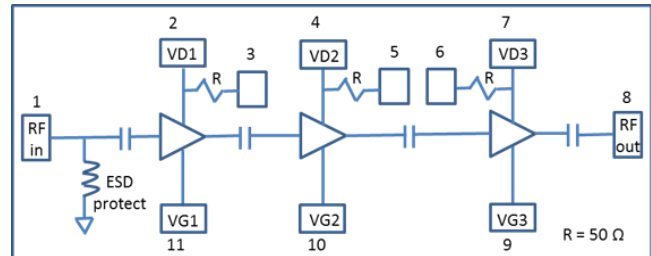 2 4 7
VD1 3 VD2 5 6 VD3
R R R
1 8
RF in RF out
ESD protect
VG1 VG2 VG3
11 10 9
R = 50 Ω